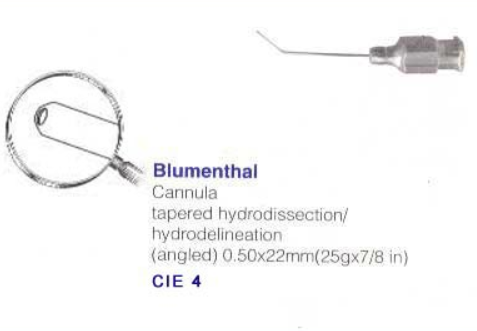 Blumenthal
Cannula
tapered hydrodissection/
hydrodelineation
(angled) 0.50x22mm(25gx7/8 in)
CIE 4